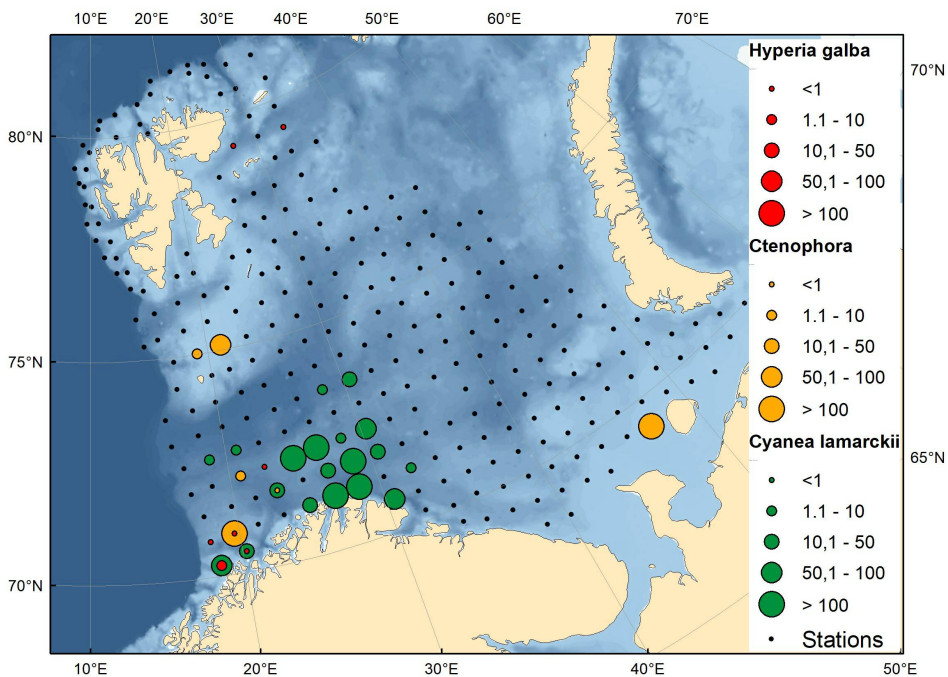 10°E 20°E 30°E 40°E 50°E 60°E 70°E
70°N
80°N
75°N
65°N
70°N
10°E 20°E 30°E 40°E 50°E
Hyperia galba
<1
1.1 - 10
10,1 - 50
50,1 - 100
> 100
Ctenophora
<1
1.1 - 10
10,1 - 50
50,1 - 100
> 100
Cyanea lamarckii
<1
1.1 - 10
10,1 - 50
50,1 - 100
> 100
Stations